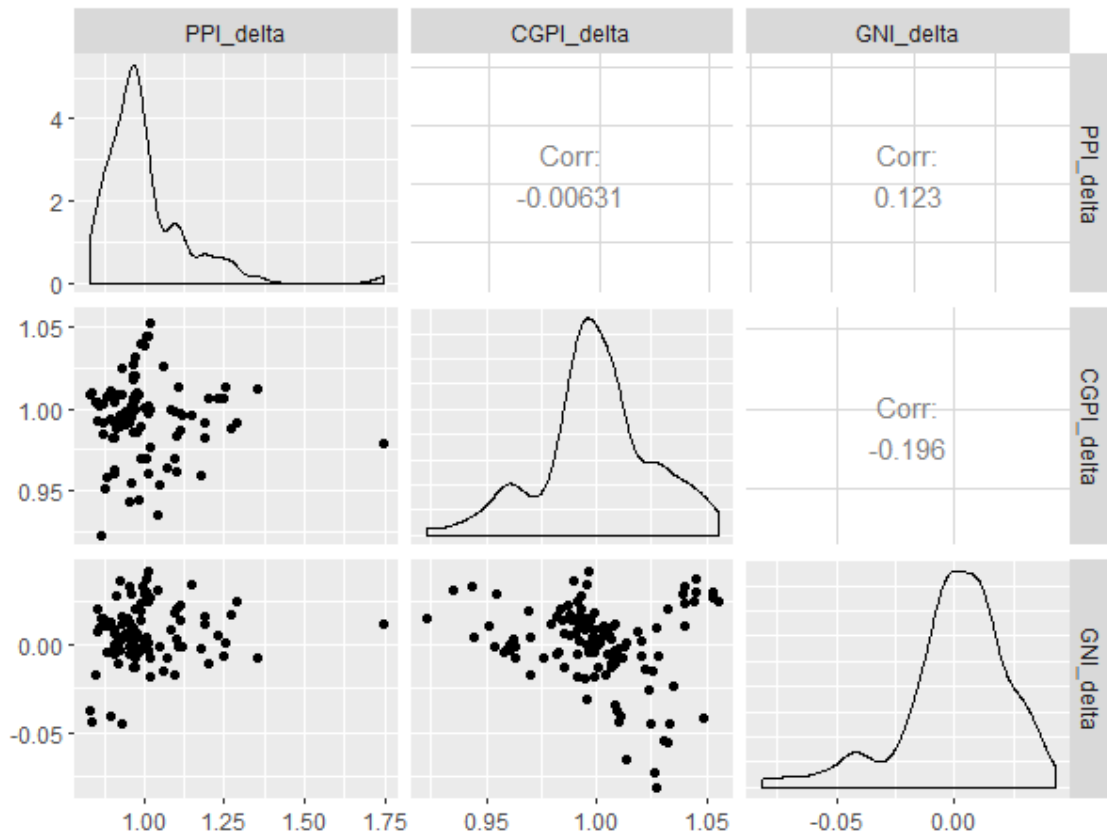 PPI_delta CGPI_delta GNI_delta
4
2
0
Corr:
-0.00631
Corr:
0.123
PPI_delta
1.05
1.00
0.95
Corr:
-0.196
CGPI_delta
0.00
-0.05
GNI_delta
1.00 1.25 1.50 1.75 0.95 1.00 1.05 -0.05 0.00